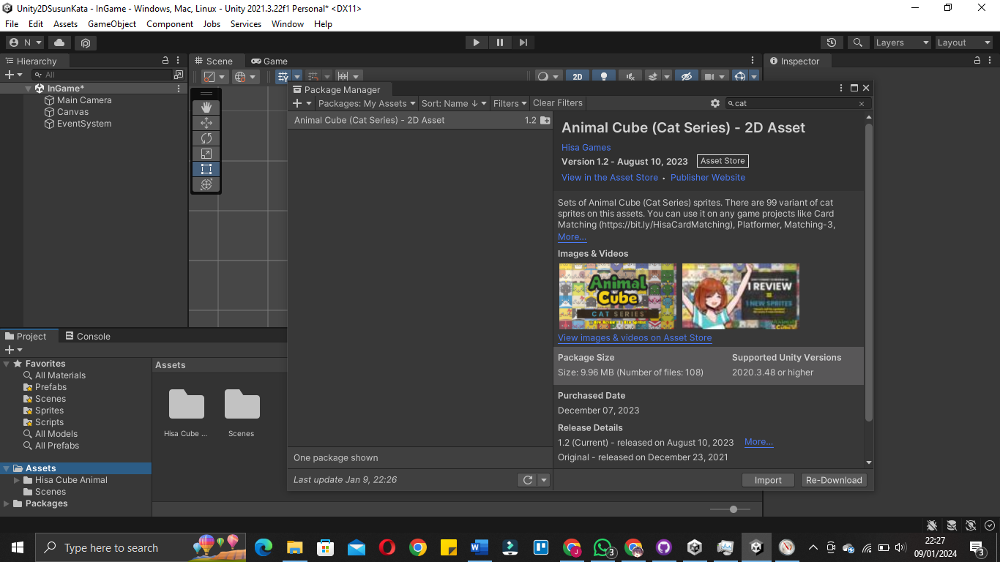 Unity2DSusunKata - InGame - Windows, Mac, Linux - Unity 2021.3.22f1 Personal* <DX11>
File Edit Assets GameObject Component Jobs Services Window Help
N Layers Layout
Hierarchy Scene Game Inspector
All 2D
InGame*
Main Camera
Canvas
EventSystem
Package Manager
Packages: My Assets Sort: Name ↓ Filters Clear Filters cat
Animal Cube (Cat Series) - 2D Asset 1.2
Animal Cube (Cat Series) - 2D Asset
Hisa Games
Version 1.2 - August 10, 2023 Asset Store
View in the Asset Store • Publisher Website
Sets of Animal Cube (Cat Series) sprites. There are 99 variant of cat
sprites on this assets. You can use it on any game projects like Card
Matching (https://bit.ly/HisaCardMatching), Platformer, Matching-3,
More...
Images & Videos
Animal
Cube
CAT SERIES
1 REVIEW
=
1 NEW SPRITES
View images & videos on Asset Store
Package Size Supported Unity Versions
Size: 9.96 MB (Number of files: 108) 2020.3.48 or higher
Purchased Date
December 07, 2023
Release Details
1.2 (Current) - released on August 10, 2023 More...
Original - released on December 23, 2021
One package shown
Last update Jan 9, 22:26
Import Re-Download
Project Console
Favorites
All Materials
Prefabs
Scenes
Sprites
Scripts
All Models
All Prefabs
Assets
Hisa Cube Animal
Scenes
Packages
Assets
Hisa Cube ... Scenes
Type here to search
3
22:27
09/01/2024
3